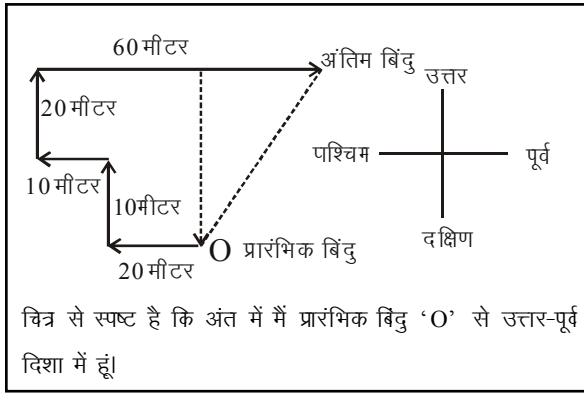 60 मीटर
अंतिम बिंदु
उत्तर
20 मीटर
पश्चिम
पूर्व
10 मीटर
10मीटर
दक्षिण
O प्रारंभिक बिंदु
20 मीटर
चित्र से स्पष्ट है कि अंत में मैं प्रारंभिक बिंदु ‘O’ से उत्तर-पूर्व
दिशा में हूं।